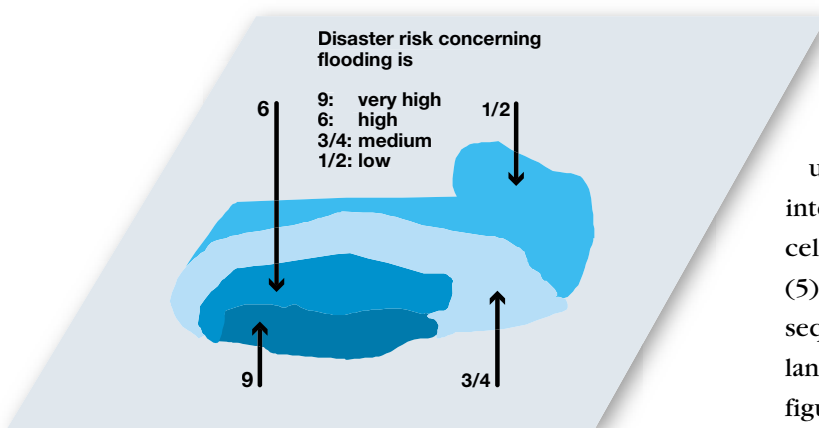 Disaster risk concerning
flooding is
9: very high
6: high
3/4: medium
1/2: low
6
1/2
9
3/4
(5)